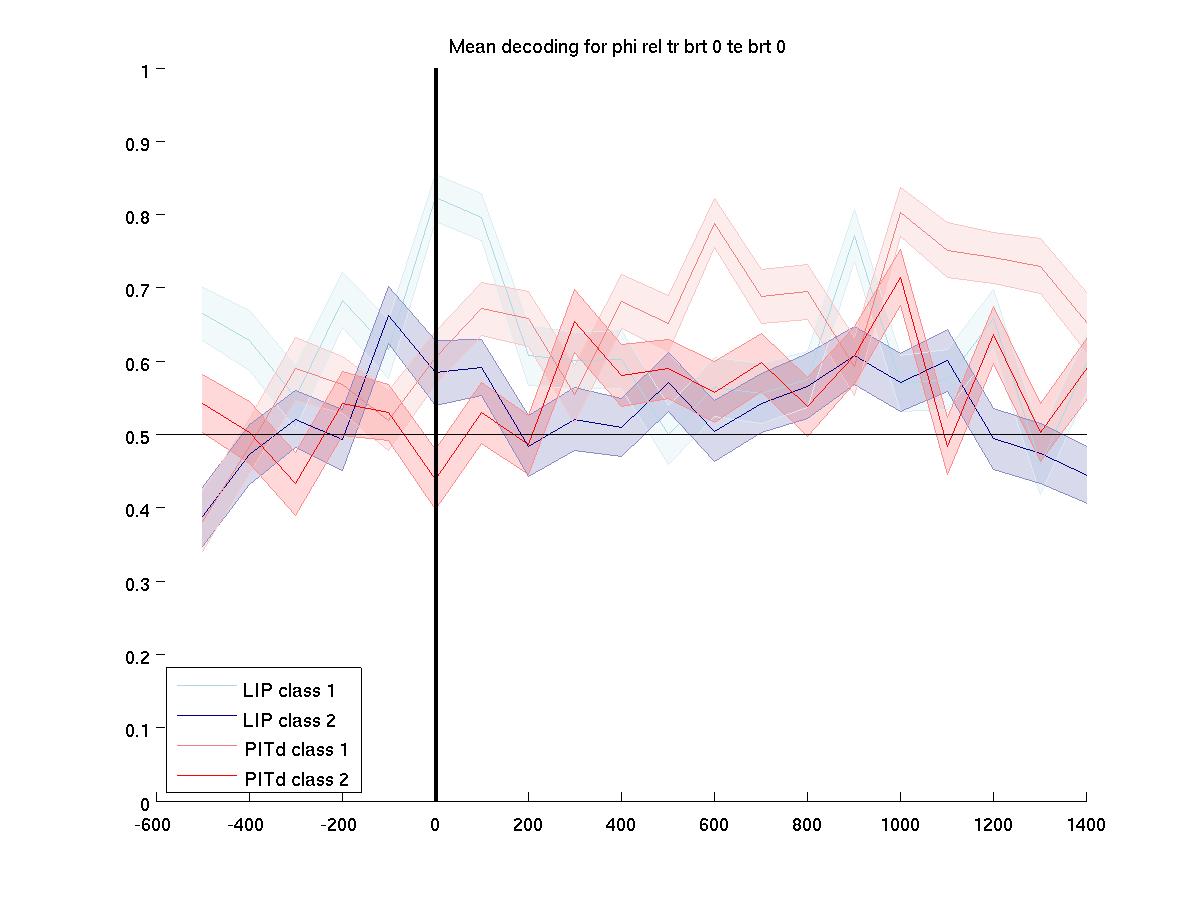 Mean decoding for phi rel tr brt 0 te brt 0
1
0.9
0.8
0.7
0.6
0.5
0.4
0.3
0.2
0.1
0
LIP class 1
LIP class 2
PITd class 1
PITd class 2
-600 -400 -200 0 200 400 600 800 1000 1200 1400